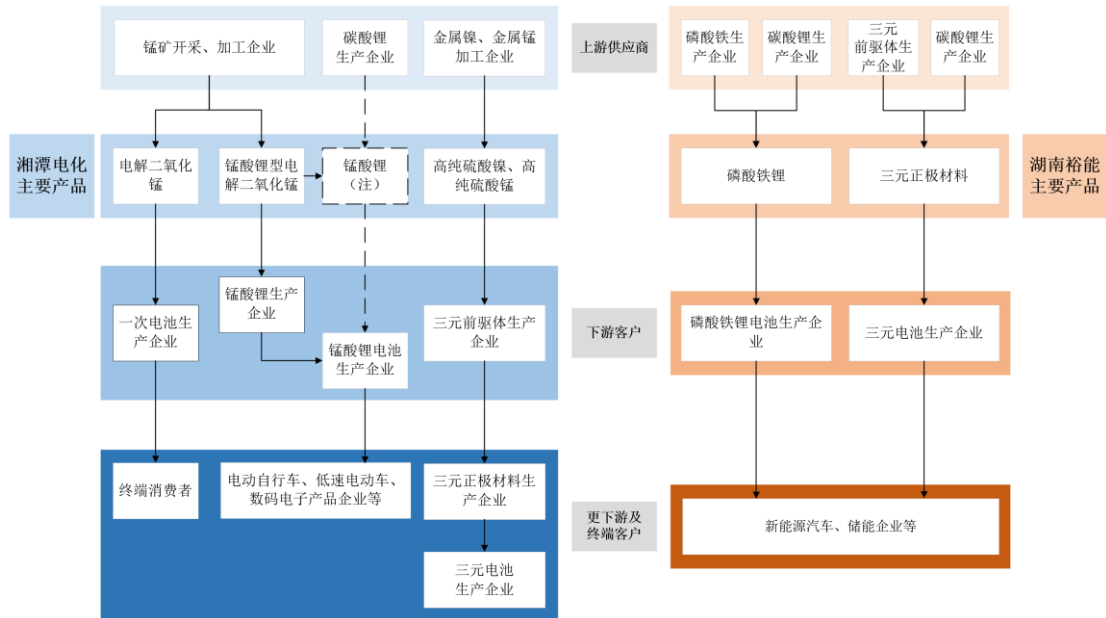 锰矿开采、加工企业
碳酸锂
生产企业
金属镍、金属锰
加工企业
上游供应商
磷酸铁生
产企业
碳酸锂生
产企业
三元
前驱体生
产企业
碳酸锂生
产企业
湘潭电化
主要产品
电解二氧化
锰
锰酸锂型电
解二氧化锰
锰酸锂
（注）
高纯硫酸镍、高
纯硫酸锰
磷酸铁锂
三元正极材料
湖南裕能
主要产品
一次电池生
产企业
锰酸锂生产
企业
锰酸锂电池
生产企业
三元前驱体生产
企业
下游客户
磷酸铁锂电池生产企
业
三元电池生产企业
终端消费者
电动自行车、低速电动车、
数码电子产品企业等
三元正极材料生
产企业
三元电池
生产企业
更下游及
终端客户
新能源汽车、储能企业等